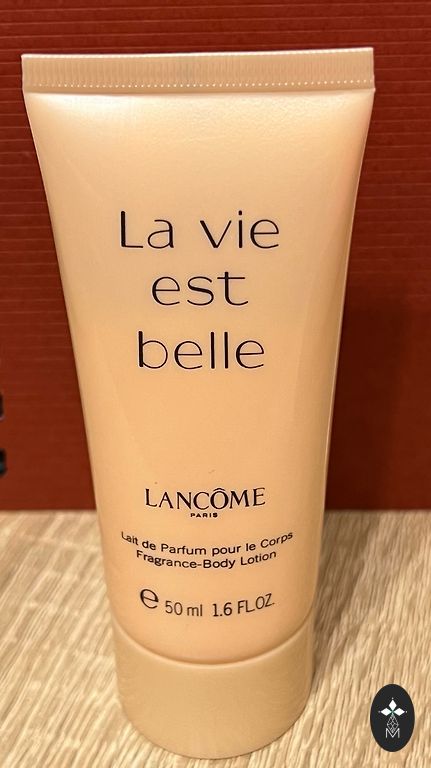 La vie
est
belle
LANCÔME
PARIS
Lait de Parfum pour le Corps
Fragrance-Body Lotion
e 50 ml 1.6 FL.OZ.